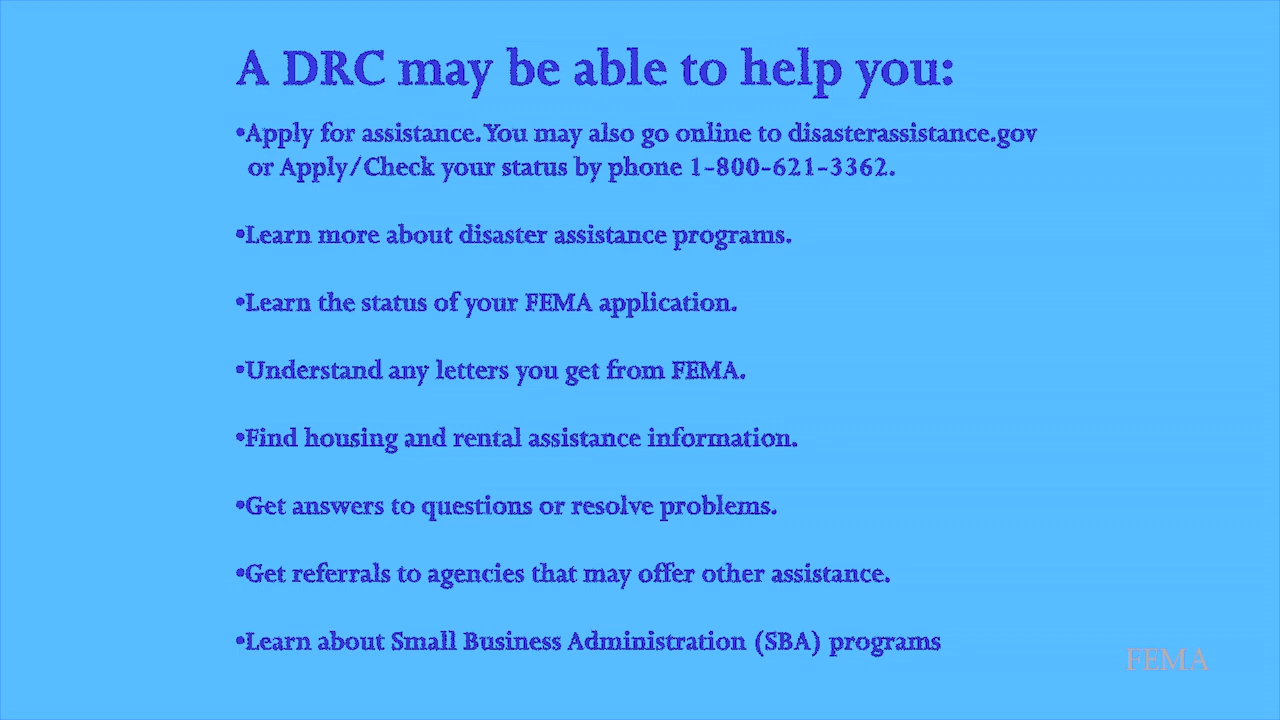 A DRC may be able to help you:
•Apply for assistance. You may also go online to disasterassistance.gov
or Apply/Check your status by phone 1-800-621-3362.
•Learn more about disaster assistance programs.
•Learn the status of your FEMA application.
•Understand any letters you get from FEMA.
•Find housing and rental assistance information.
•Get answers to questions or resolve problems.
•Get referrals to agencies that may offer other assistance.
•Learn about Small Business Administration (SBA) programs
FEMA